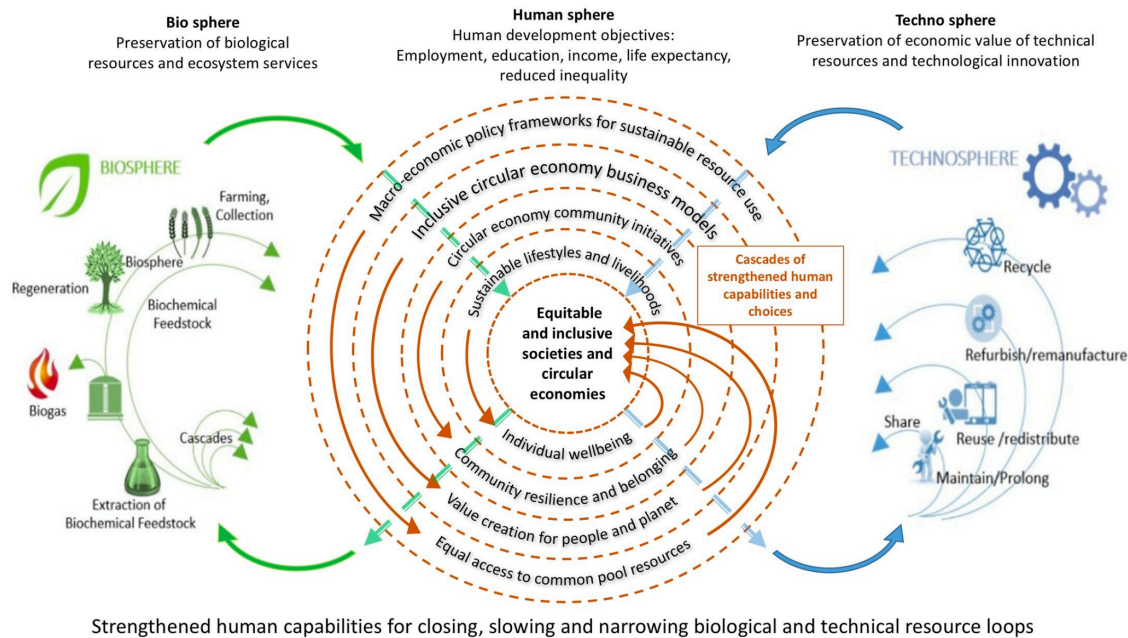 Bio sphere
Preservation of biological
resources and ecosystem services
Human sphere
Human development objectives:
Employment, education, income, life expectancy,
reduced inequality
Techno sphere
Preservation of economic value of technical
resources and technological innovation
BIOSPHERE
Farming,
Collection
Biosphere
Regeneration
Biochemical
Feedstock
Biogas
Cascades
Extraction of
Biochemical Feedstock
Macro-economic policy frameworks for sustainable resource use
Inclusive circular economy business models
Circular economy community initiatives
Sustainable lifestyles and livelihoods
Equitable
and inclusive
societies and
circular
economies
Individual wellbeing
Community resilience and belonging
Value creation for people and planet
Equal access to common pool resources
Cascades of
strengthened human
capabilities and
choices
TECHNOSPHERE
Recycle
Refurbish/remanufacture
Share
Reuse /redistribute
Maintain/Prolong
Strengthened human capabilities for closing, slowing and narrowing biological and technical resource loops